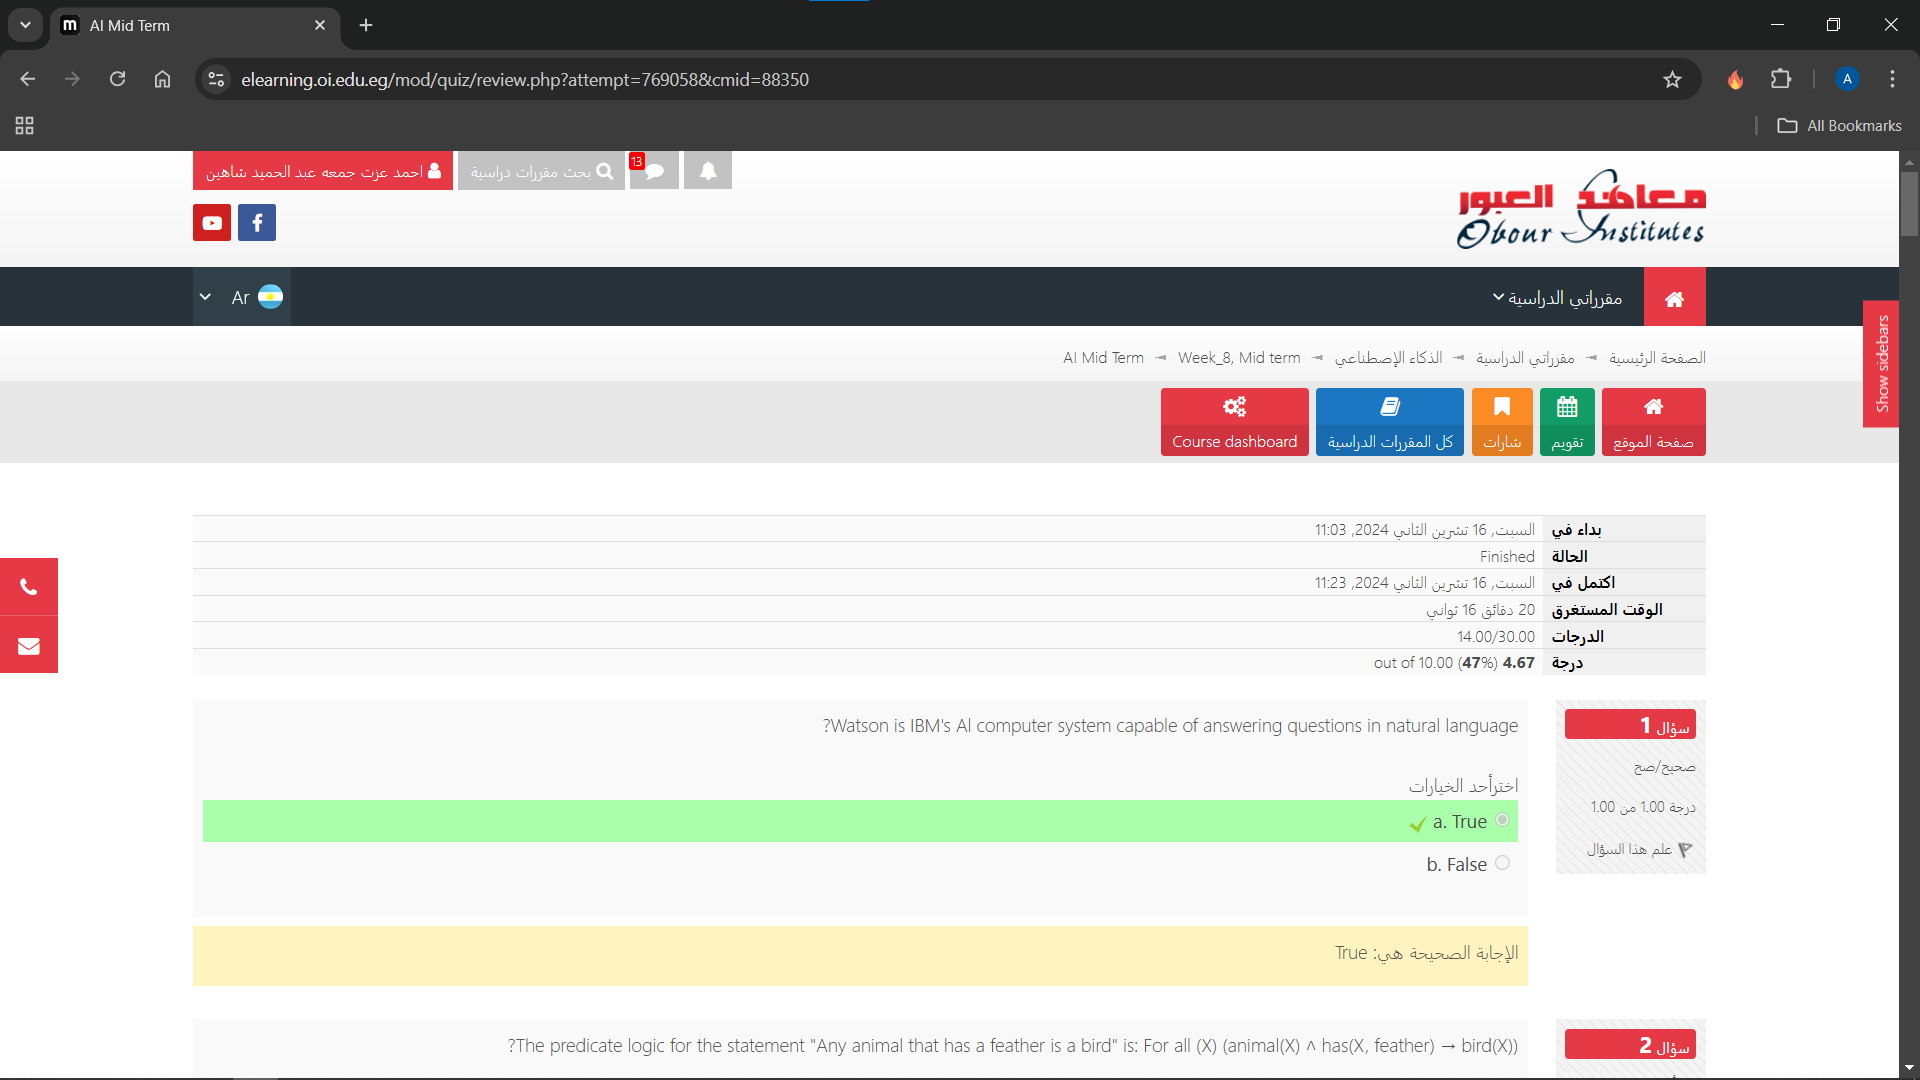 AI Mid Term
elearning.oi.edu.eg/mod/quiz/review.php?attempt=769058&cmid=88350
A
All Bookmarks
احمد عزت جمعه عبد الحميد شاهين
بحث مقررات دراسية
13
معاهد العبور
Obour Institutes
مقرراتي الدراسية
Ar
Show sidebars
الصفحة الرئيسية
مقرراتي الدراسية
الذكاء الإصطناعي
Week_8, Mid term
AI Mid Term
صفحة الموقع
تقويم
شارات
كل المقررات الدراسية
Course dashboard
بداء في السبت, 16 تشرين الثاني 2024, 11:03
الحالة Finished
اكتمل في السبت, 16 تشرين الثاني 2024, 11:23
الوقت المستغرق 20 دقائق 16 ثواني
الدرجات 14.00/30.00
درجة 4.67 out of 10.00 (47%)
سؤال 1
صحيح/صح
درجة 1.00 من 1.00
علم هذا السؤال
?Watson is IBM's Al computer system capable of answering questions in natural language
اخترأحد الخيارات
a. True
b. False
الإجابة الصحيحة هي: True
سؤال 2
?The predicate logic for the statement "Any animal that has a feather is a bird" is: For all (X) (animal(X) ˄ has(X, feather) → bird(X))